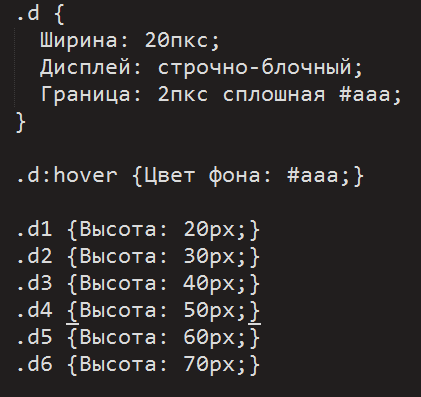 .d {
Ширина: 20пкс;
Дисплей: строчно-блочный;
Граница: 2пкс сплошная #aaa;
}
.d:hover {Цвет фона: #aaa;}
.d1 {Высота: 20px;}
.d2 {Высота: 30px;}
.d3 {Высота: 40px;}
.d4 {Высота: 50px;}
.d5 {Высота: 60px;}
.d6 {Высота: 70px;}